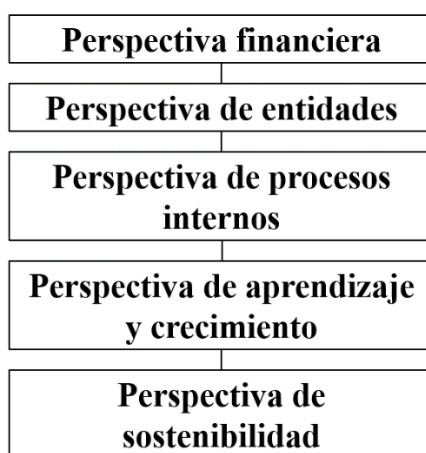 Perspectiva financiera
Perspectiva de entidades
Perspectiva de procesos
internos
Perspectiva de aprendizaje
y crecimiento
Perspectiva de
sostenibilidad